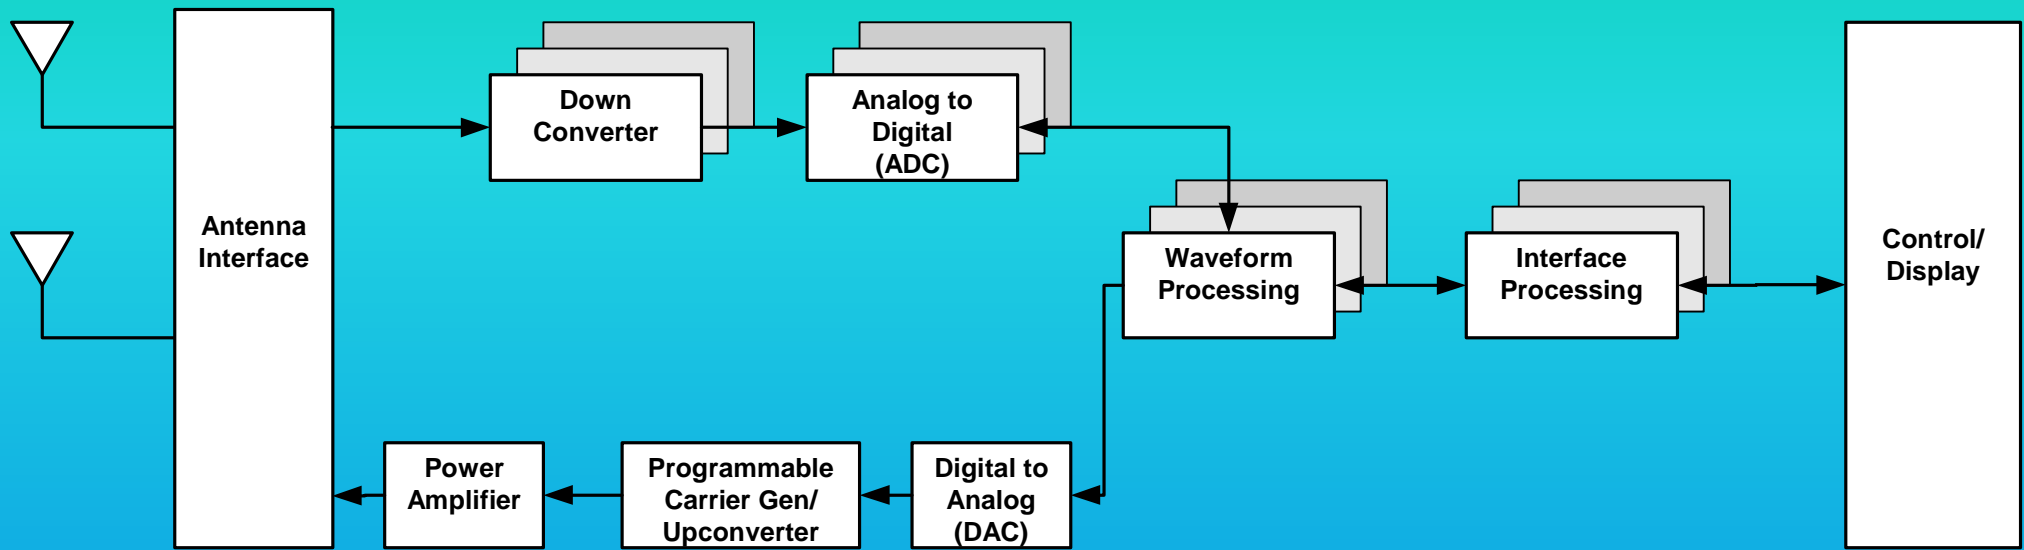 Antenna
Interface
Down
Converter
Analog to
Digital
(ADC)
Waveform
Processing
Interface
Processing
Control/
Display
Power
Amplifier
Programmable
Carrier Gen/
Upconverter
Digital to
Analog
(DAC)